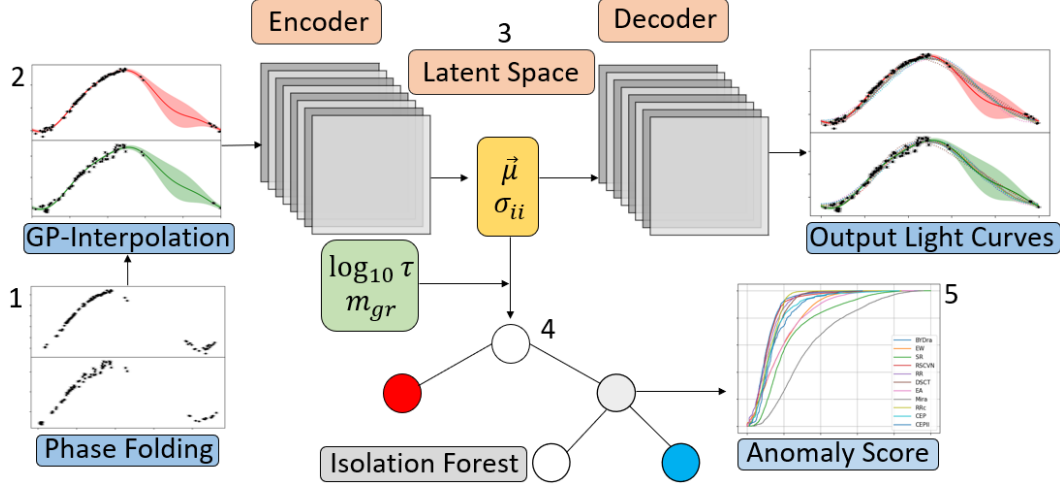 Encoder
3
Decoder
Latent Space
2
GP-Interpolation
μ⃗
σᵢᵢ
Output Light Curves
log₁₀ τ
m_gr
1
Phase Folding
4
5
BYDra
EW
SR
RSCVN
RR
DSCT
EA
Mira
RRc
CEP
CEPII
Isolation Forest
Anomaly Score